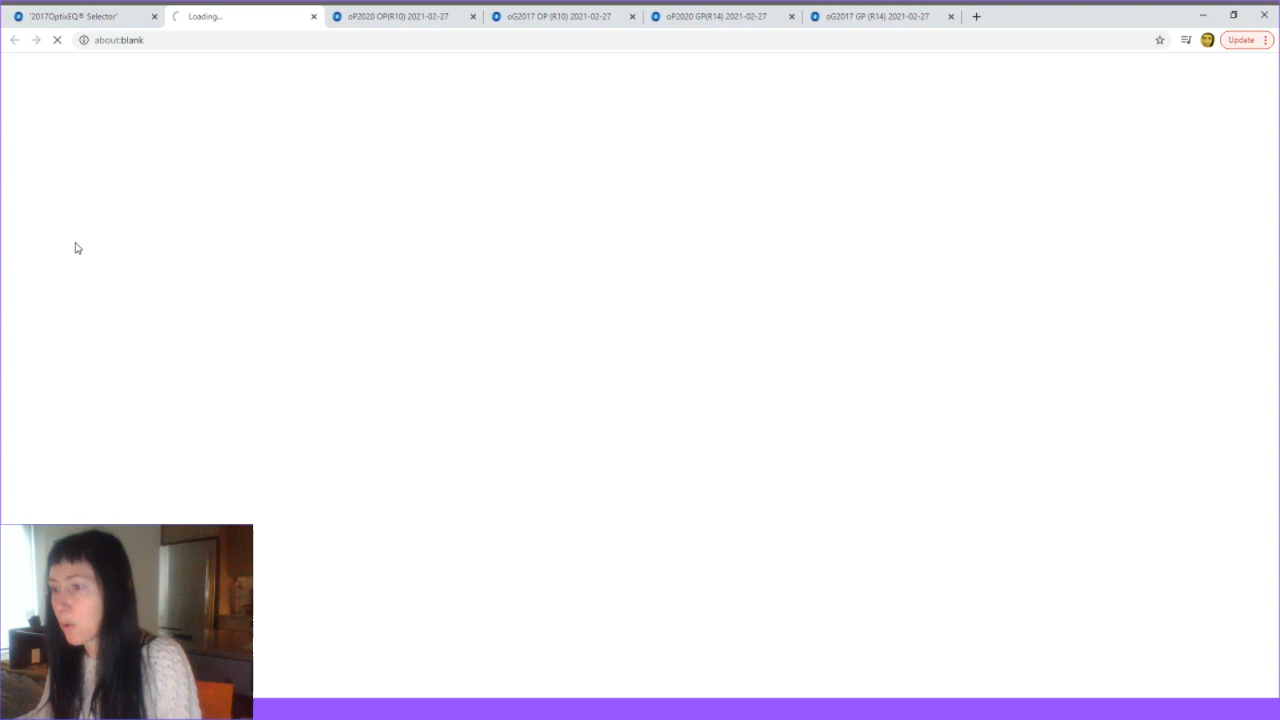 '2017OptixEQ® Selector'
Loading...
oP2020 OP(R10) 2021-02-27
oG2017 OP (R10) 2021-02-27
oP2020 GP(R14) 2021-02-27
oG2017 GP (R14) 2021-02-27
about:blank
Update